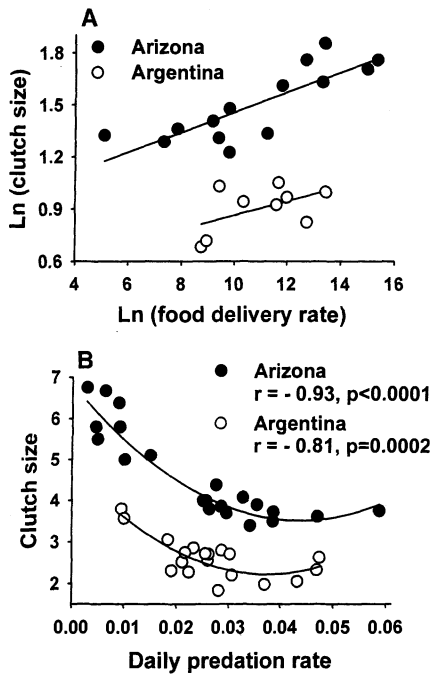 A
Arizona
Argentina
Ln (clutch size)
1.8
1.5
1.2
0.9
0.6
4 6 8 10 12 14 16
Ln (food delivery rate)
B
Arizona
r = - 0.93, p<0.0001
Argentina
r = - 0.81, p=0.0002
Clutch size
7
6
5
4
3
2
0.00 0.01 0.02 0.03 0.04 0.05 0.06
Daily predation rate